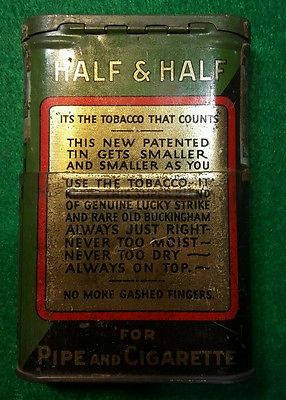 HALF & HALF
IT'S THE TOBACCO THAT COUNTS
THIS NEW PATENTED
TIN GETS SMALLER
AND SMALLER AS YOU
USE THE TOBACCO. IT
OF GENUINE LUCKY STRIKE
AND RARE OLD BUCKINGHAM
ALWAYS JUST RIGHT-
NEVER TOO MOIST~
NEVER TOO DRY ~
ALWAYS ON TOP. ~
NO MORE GASHED FINGERS.
FOR
PIPE AND CIGARETTE